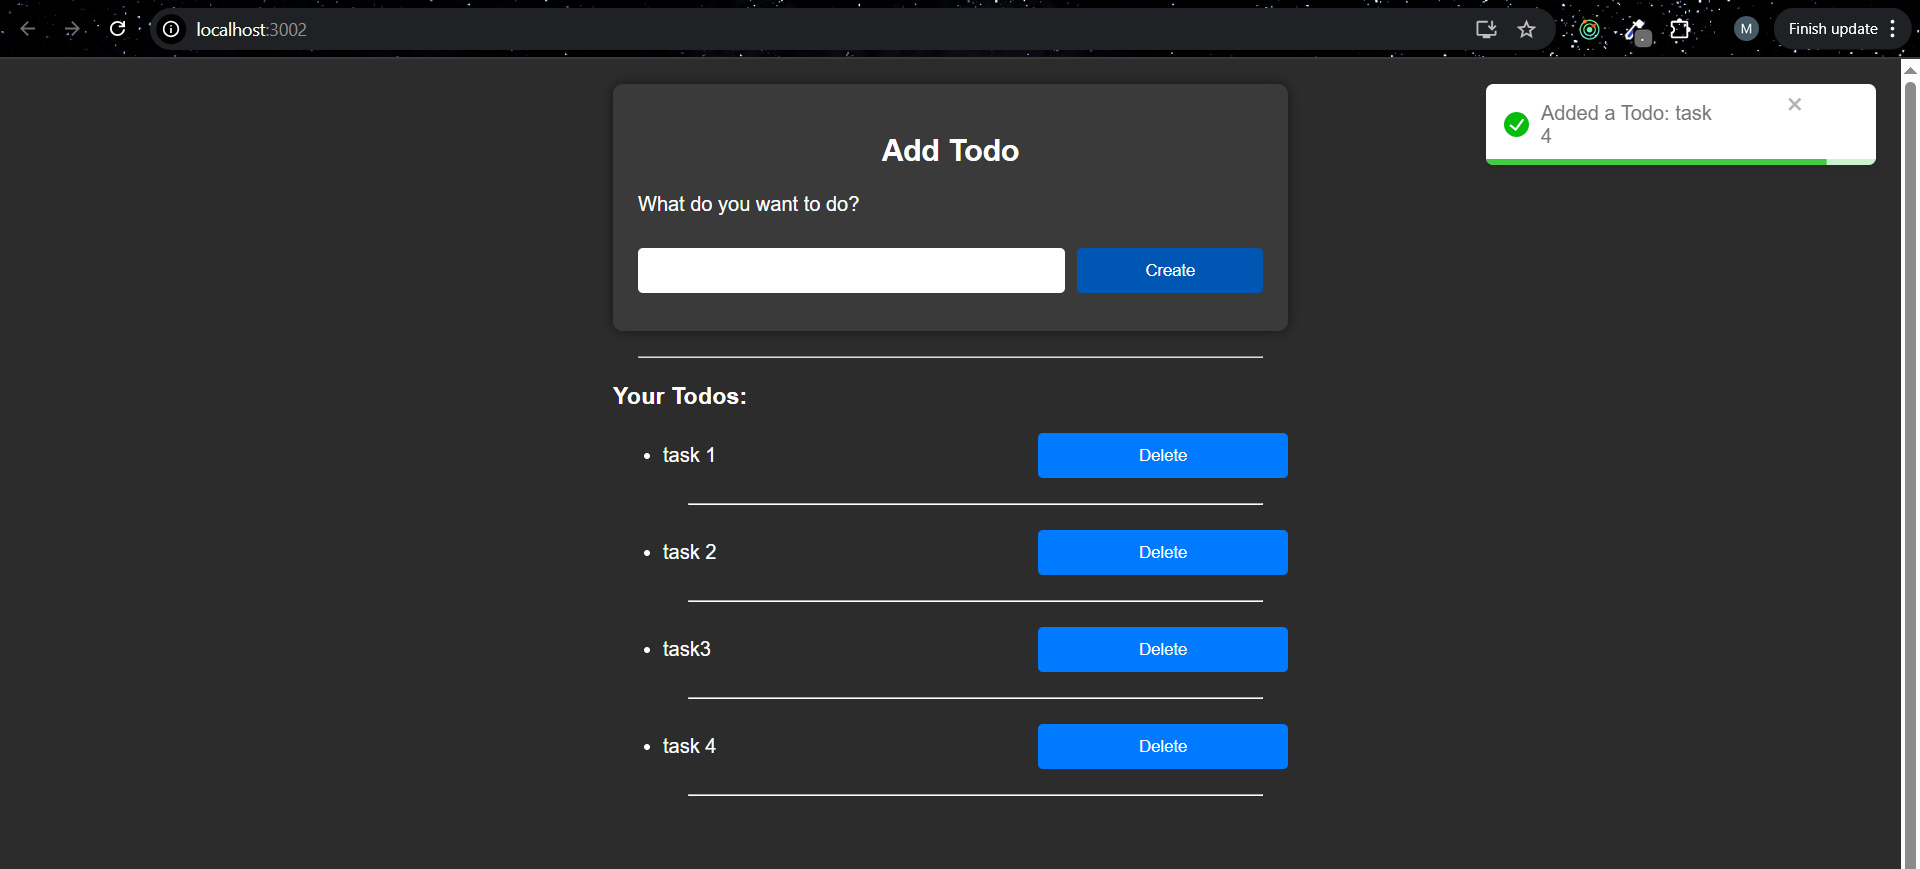 localhost:3002
M
Finish update
Added a Todo: task
4
Add Todo
What do you want to do?
Create
Your Todos:
task 1
Delete
task 2
Delete
task3
Delete
task 4
Delete